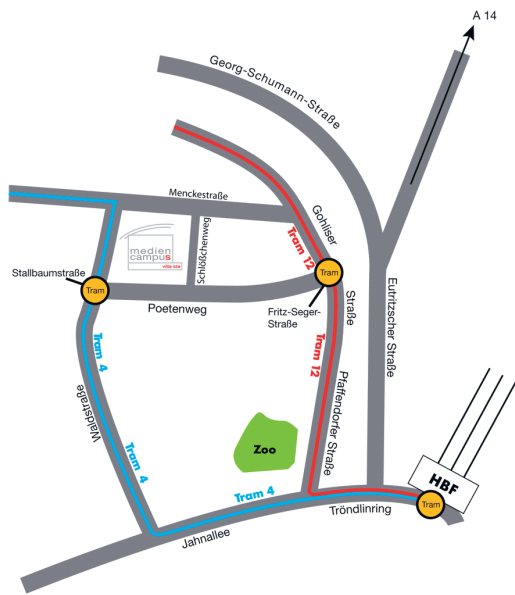 A 14
Georg-Schumann-Straße
Menckestraße
Gohliser
Straße
medien
campus
villa ida
Schlößchenweg
Tram 12
Stallbaumstraße
Tram
Tram
Poetenweg
Fritz-Seger-
Straße
Eutritzscher Straße
Tram 4
Tram 12
Waldstraße
Pfaffendorfer Straße
Tram 4
Zoo
HBF
Tram 4
Tram
Tröndlinring
Jahnallee